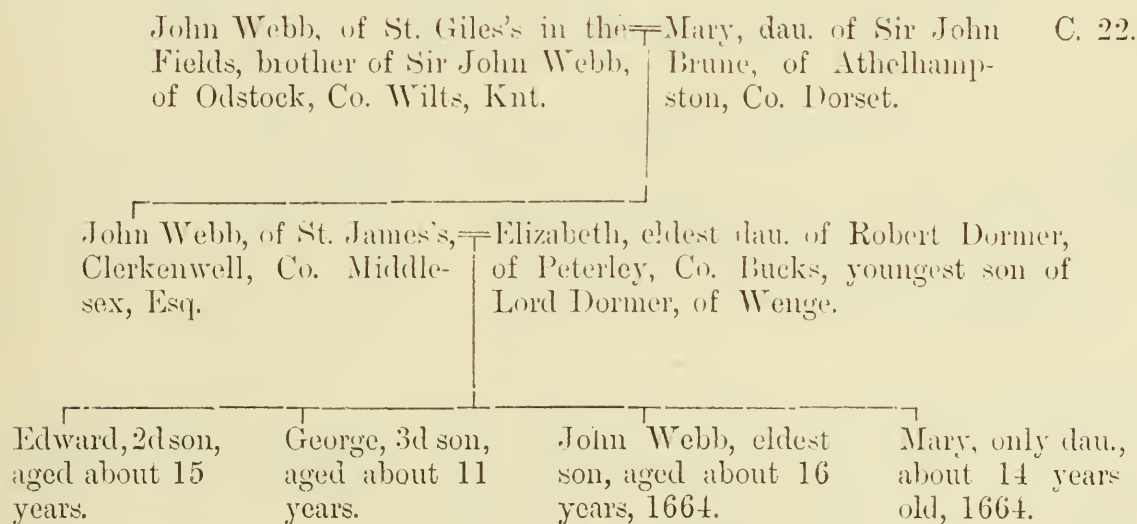 John Webb, of St. Giles's in the
Fields, brother of Sir John Webb,
of Odstock, Co. Wilts, Knt.
Mary, dau. of Sir John
Brune, of Athelhamp-
ston, Co. Dorset.
C. 22.
John Webb, of St. James's,
Clerkenwell, Co. Middle-
sex, Esq.
Elizabeth, eldest dau. of Robert Dormer,
of Peterley, Co. Bucks, youngest son of
Lord Dormer, of Wenge.
Edward, 2d son,
aged about 15
years.
George, 3d son,
aged about 11
years.
John Webb, eldest
son, aged about 16
years, 1664.
Mary, only dau.,
about 14 years
old, 1664.